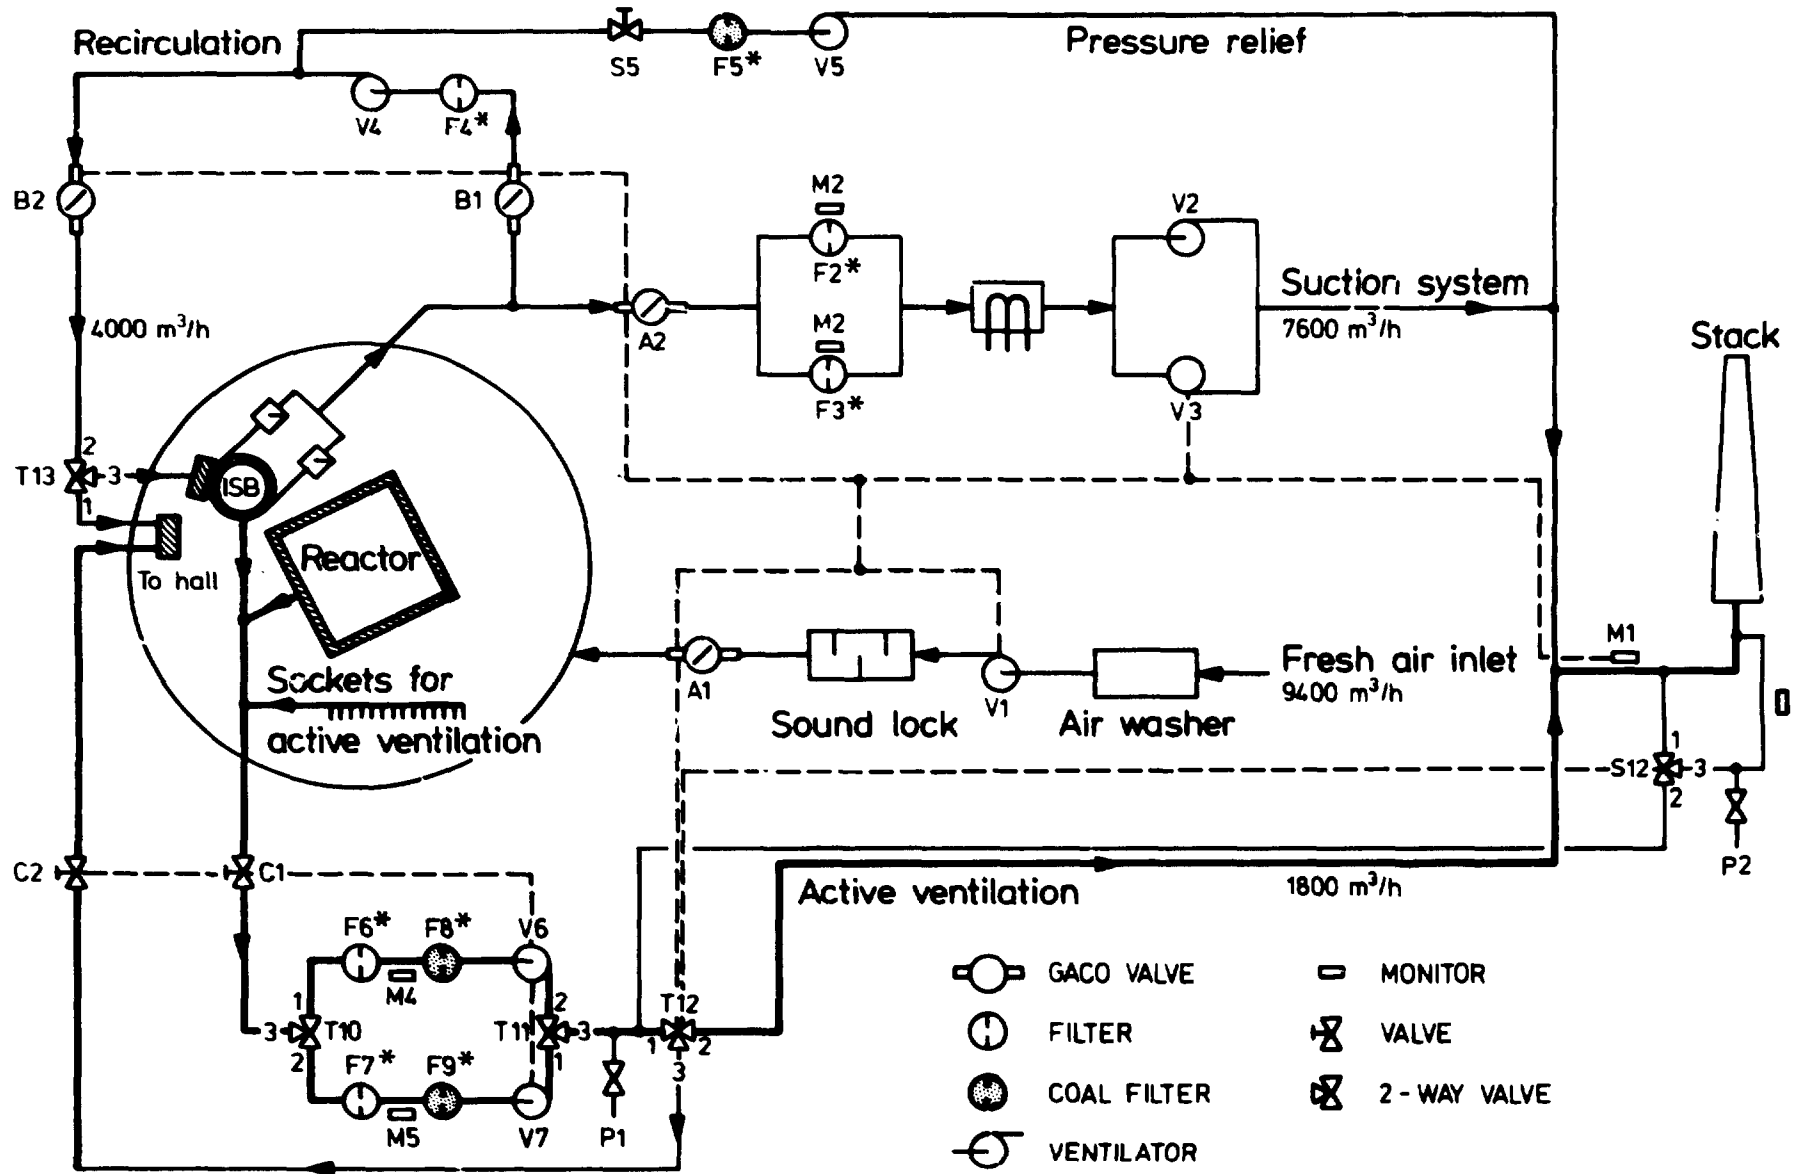 Recirculation
S5
F5*
V5
Pressure relief
V4
F4*
B2
B1
M2
F2*
V2
A2
M2
F3*
V3
Suction system
7600 m³/h
Stack
4000 m³/h
2
T13
3
1
ISB
Reactor
To hall
Sockets for
active ventilation
A1
Sound lock
V1
Air washer
Fresh air inlet
9400 m³/h
M1
1
S12
3
2
P2
C2
C1
Active ventilation
1800 m³/h
F6*
F8*
V6
M4
1
3
T10
2
2
T11
3
1
T12
1
2
3
F7*
F9*
M5
V7
P1
GACO VALVE
MONITOR
FILTER
VALVE
COAL FILTER
2-WAY VALVE
VENTILATOR